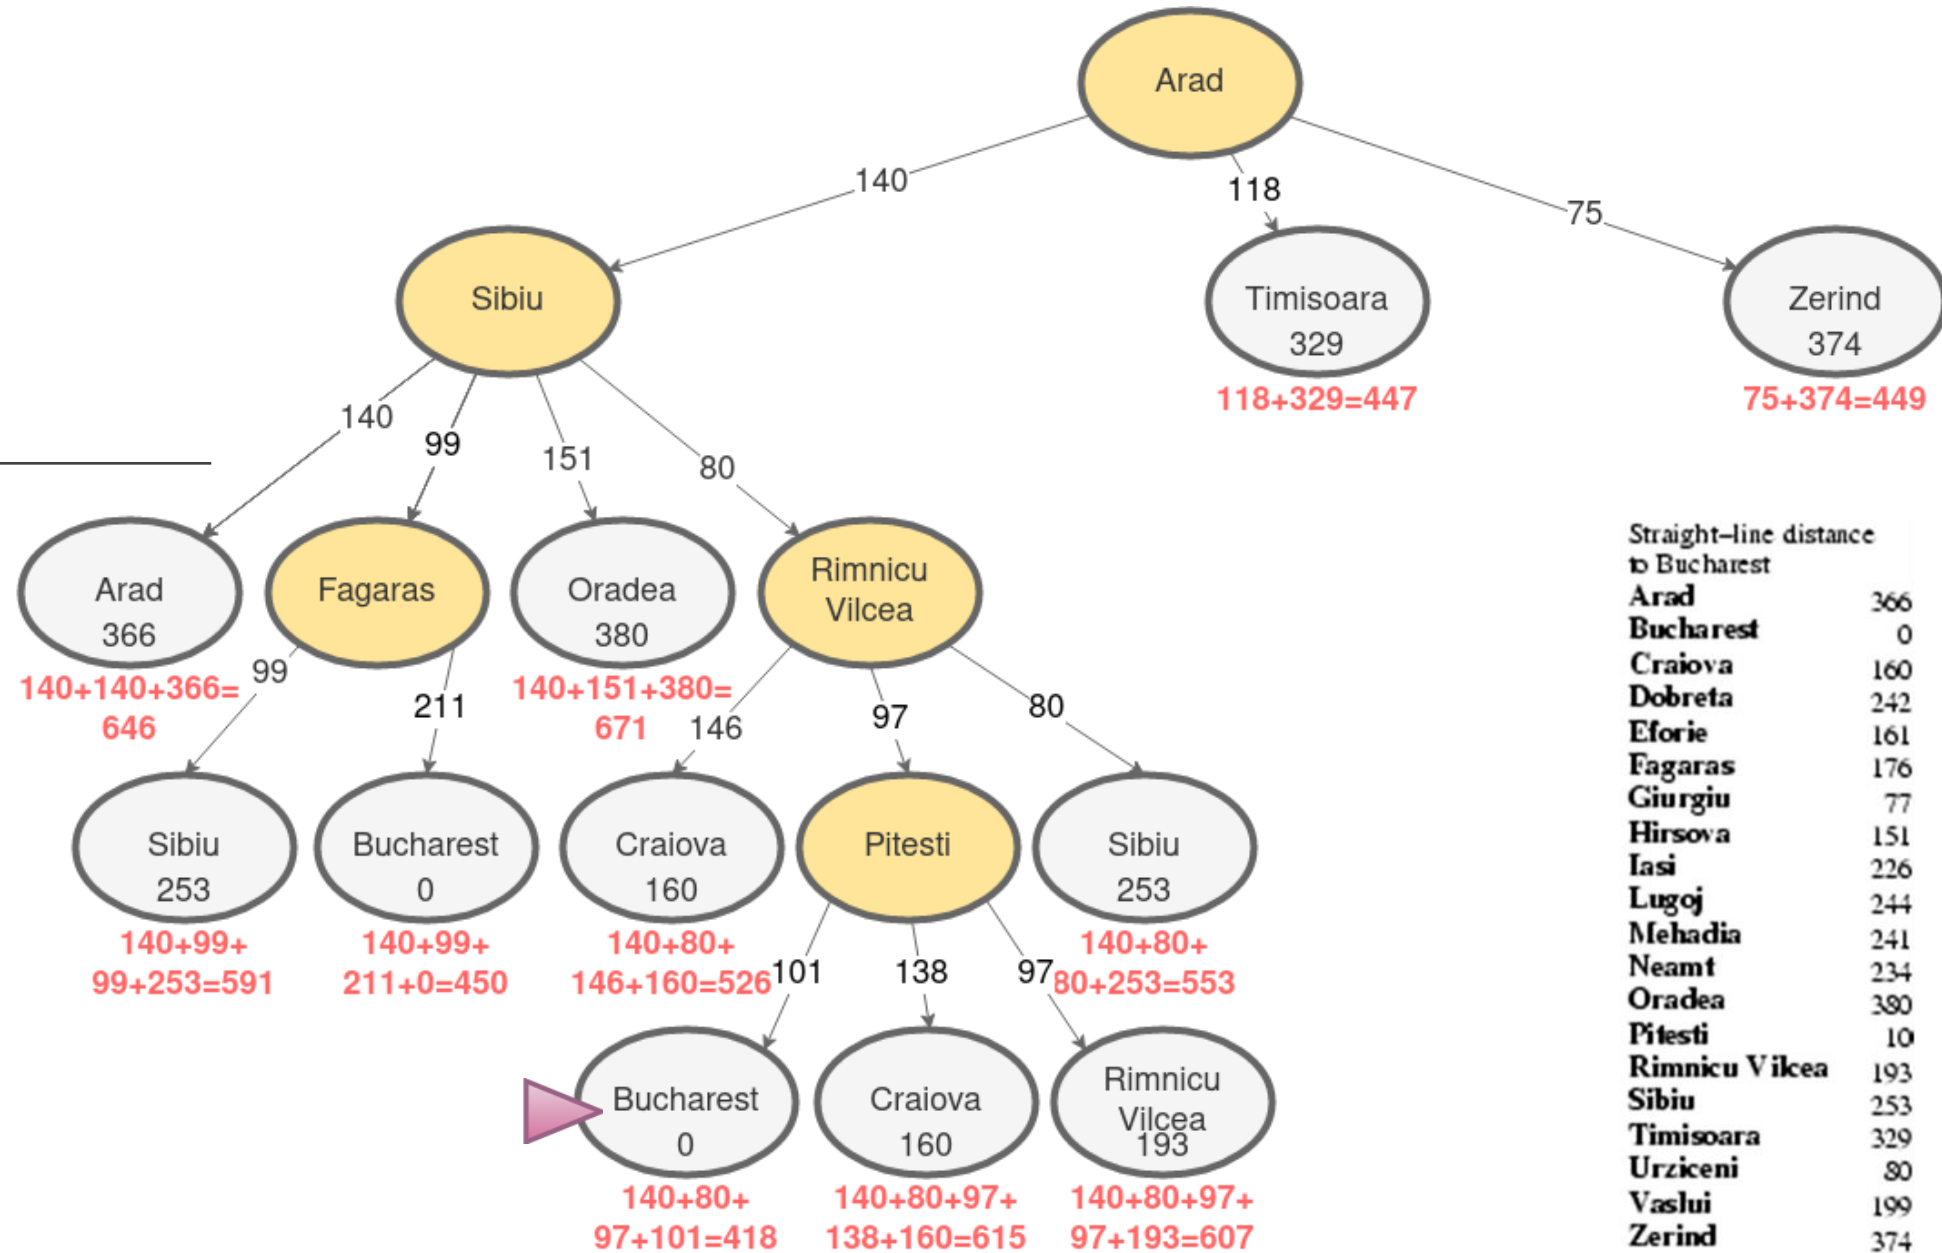 Arad
140
118
75
Sibiu
Timisoara
329
118+329=447
Zerind
374
75+374=449
140
99
151
80
Arad
366
140+140+366=
646
Fagaras
Oradea
380
140+151+380=
671
Rimnicu
Vilcea
99
211
146
97
80
Sibiu
253
140+99+
99+253=591
Bucharest
0
140+99+
211+0=450
Craiova
160
140+80+
146+160=526
Pitesti
Sibiu
253
140+80+
80+253=553
101
138
97
Bucharest
0
140+80+
97+101=418
Craiova
160
140+80+97+
138+160=615
Rimnicu
Vilcea
193
140+80+97+
97+193=607
Straight-line distance
to Bucharest
Arad 366
Bucharest 0
Craiova 160
Dobreta 242
Eforie 161
Fagaras 176
Giurgiu 77
Hirsova 151
Iasi 226
Lugoj 244
Mehadia 241
Neamt 234
Oradea 380
Pitesti 10
Rimnicu Vilcea 193
Sibiu 253
Timisoara 329
Urziceni 80
Vaslui 199
Zerind 374